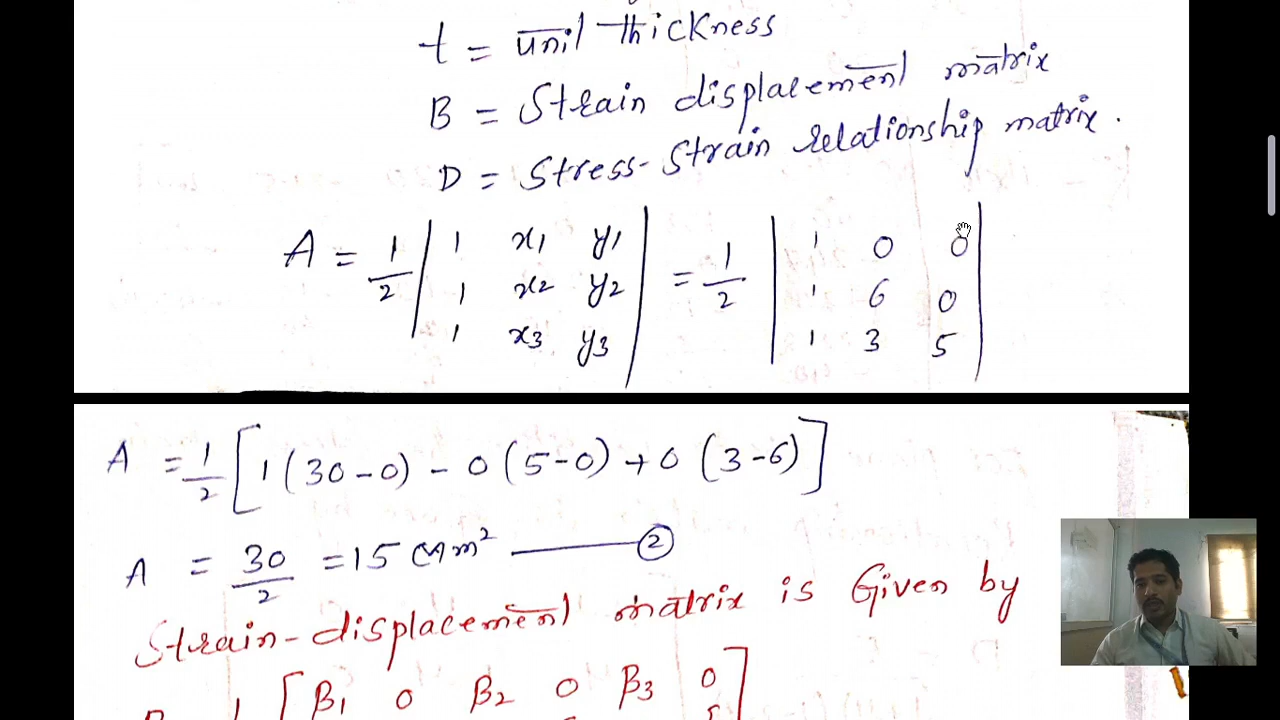 t = unit thickness
B = Strain displacement matrix
D = Stress-Strain relationship matrix.
A = 1/2 | 1 x1 y1 | = 1/2 | 1 0 0 |
| 1 x2 y2 | | 1 6 0 |
| 1 x3 y3 | | 1 3 5 |
A = 1/2 [ 1 (30-0) - 0 (5-0) + 0 (3-6) ]
A = 30/2 = 15 cm² ——— ②
Strain-displacement matrix is Given by
[ β1 0 β2 0 β3 0 ]